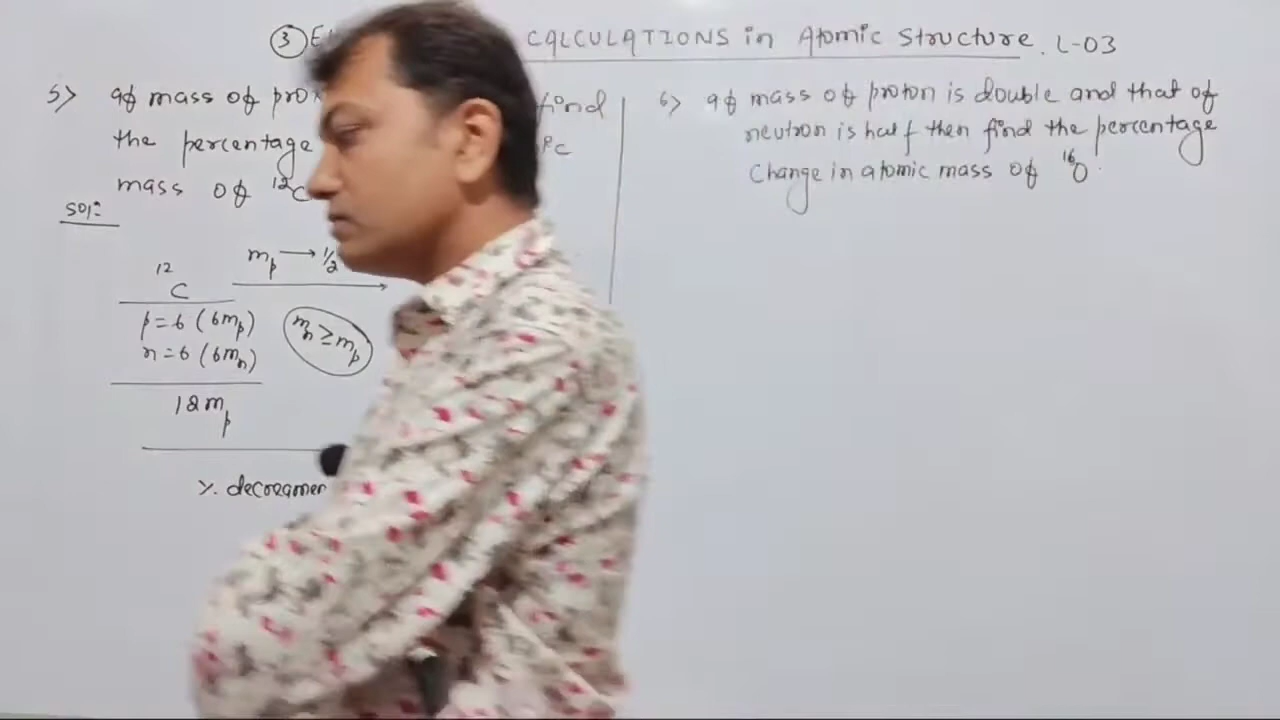 ③ CALCULATIONS in Atomic Structure. L-03
5> If mass of find
the percentage
mass of ¹²C
Sol:
¹²C
mp → 1/2
p = 6 (6mp)
n = 6 (6mn)
mn ≥ mp
12mp
%.
6> If mass of proton is double and that of
neutron is half then find the percentage
change in atomic mass of ¹⁶O.